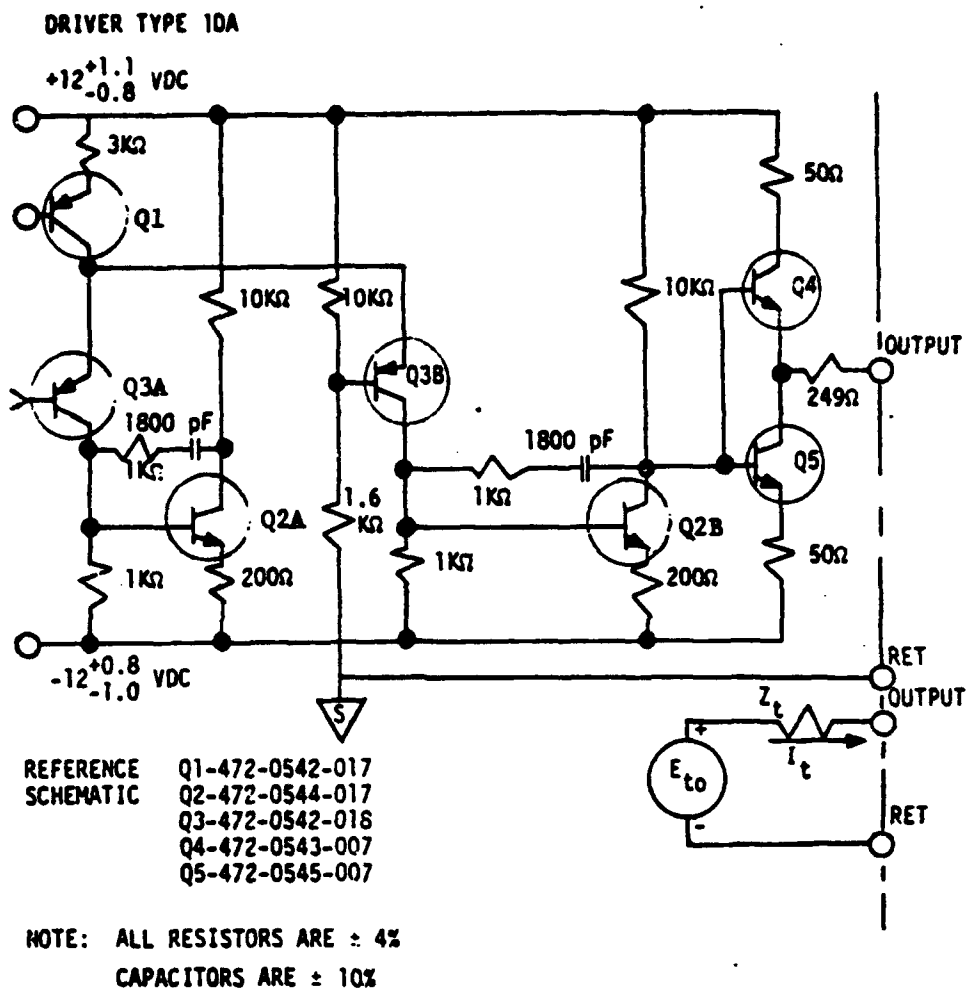 DRIVER TYPE 1DA
+12 +1.1 -0.8 VDC
3KΩ
50Ω
Q1
10KΩ
10KΩ
10KΩ
Q4
OUTPUT
Q3A
Q3B
249Ω
1800 pF
1KΩ
1800 pF
1KΩ
Q5
Q2A
1.6 KΩ
Q2B
1KΩ
200Ω
1KΩ
200Ω
50Ω
-12 +0.8 -1.0 VDC
RET
S
OUTPUT
Zt
+
It
Eto
-
RET
REFERENCE Q1-472-0542-017
SCHEMATIC Q2-472-0544-017
Q3-472-0542-018
Q4-472-0543-007
Q5-472-0545-007
NOTE: ALL RESISTORS ARE ± 4%
CAPACITORS ARE ± 10%